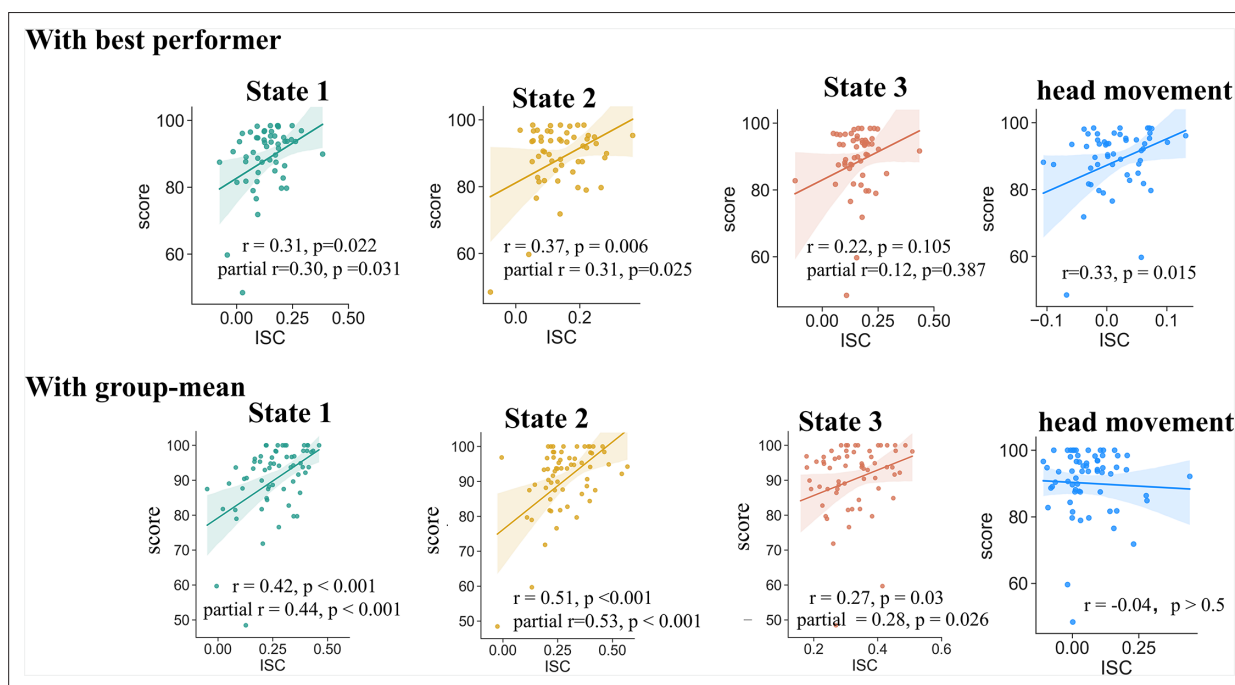 With best performer
State 1
State 2
State 3
head movement
score
100
80
60
r = 0.31, p=0.022
partial r=0.30, p =0.031
0.00
0.25
0.50
ISC
score
100
80
60
r = 0.37, p = 0.006
partial r = 0.31, p=0.025
0.0
0.2
ISC
score
100
80
60
r = 0.22, p = 0.105
partial r=0.12, p=0.387
0.00
0.25
0.50
ISC
score
100
80
60
r=0.33, p = 0.015
−0.1
0.0
0.1
ISC
With group-mean
State 1
State 2
State 3
head movement
score
100
90
80
70
60
50
r = 0.42, p < 0.001
partial r = 0.44, p < 0.001
0.00
0.25
0.50
ISC
score
100
90
80
70
60
50
r = 0.51, p <0.001
partial r=0.53, p < 0.001
0.00
0.25
0.50
ISC
score
100
90
80
70
60
50
r = 0.27, p = 0.03
partial = 0.28, p = 0.026
0.2
0.4
0.6
ISC
score
100
80
60
r = -0.04, p > 0.5
0.00
0.25
ISC